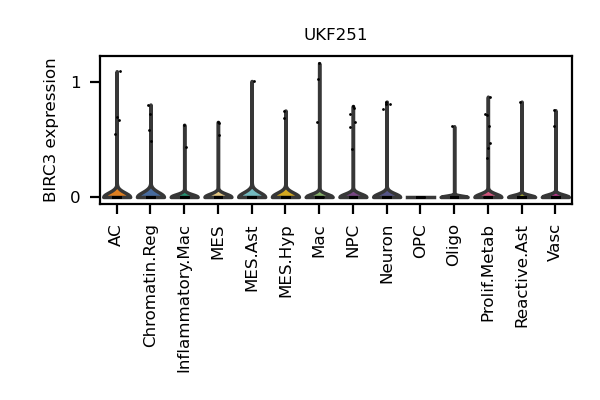 UKF251
BIRC3 expression
1
0
AC
Chromatin.Reg
Inflammatory.Mac
MES
MES.Ast
MES.Hyp
Mac
NPC
Neuron
OPC
Oligo
Prolif.Metab
Reactive.Ast
Vasc